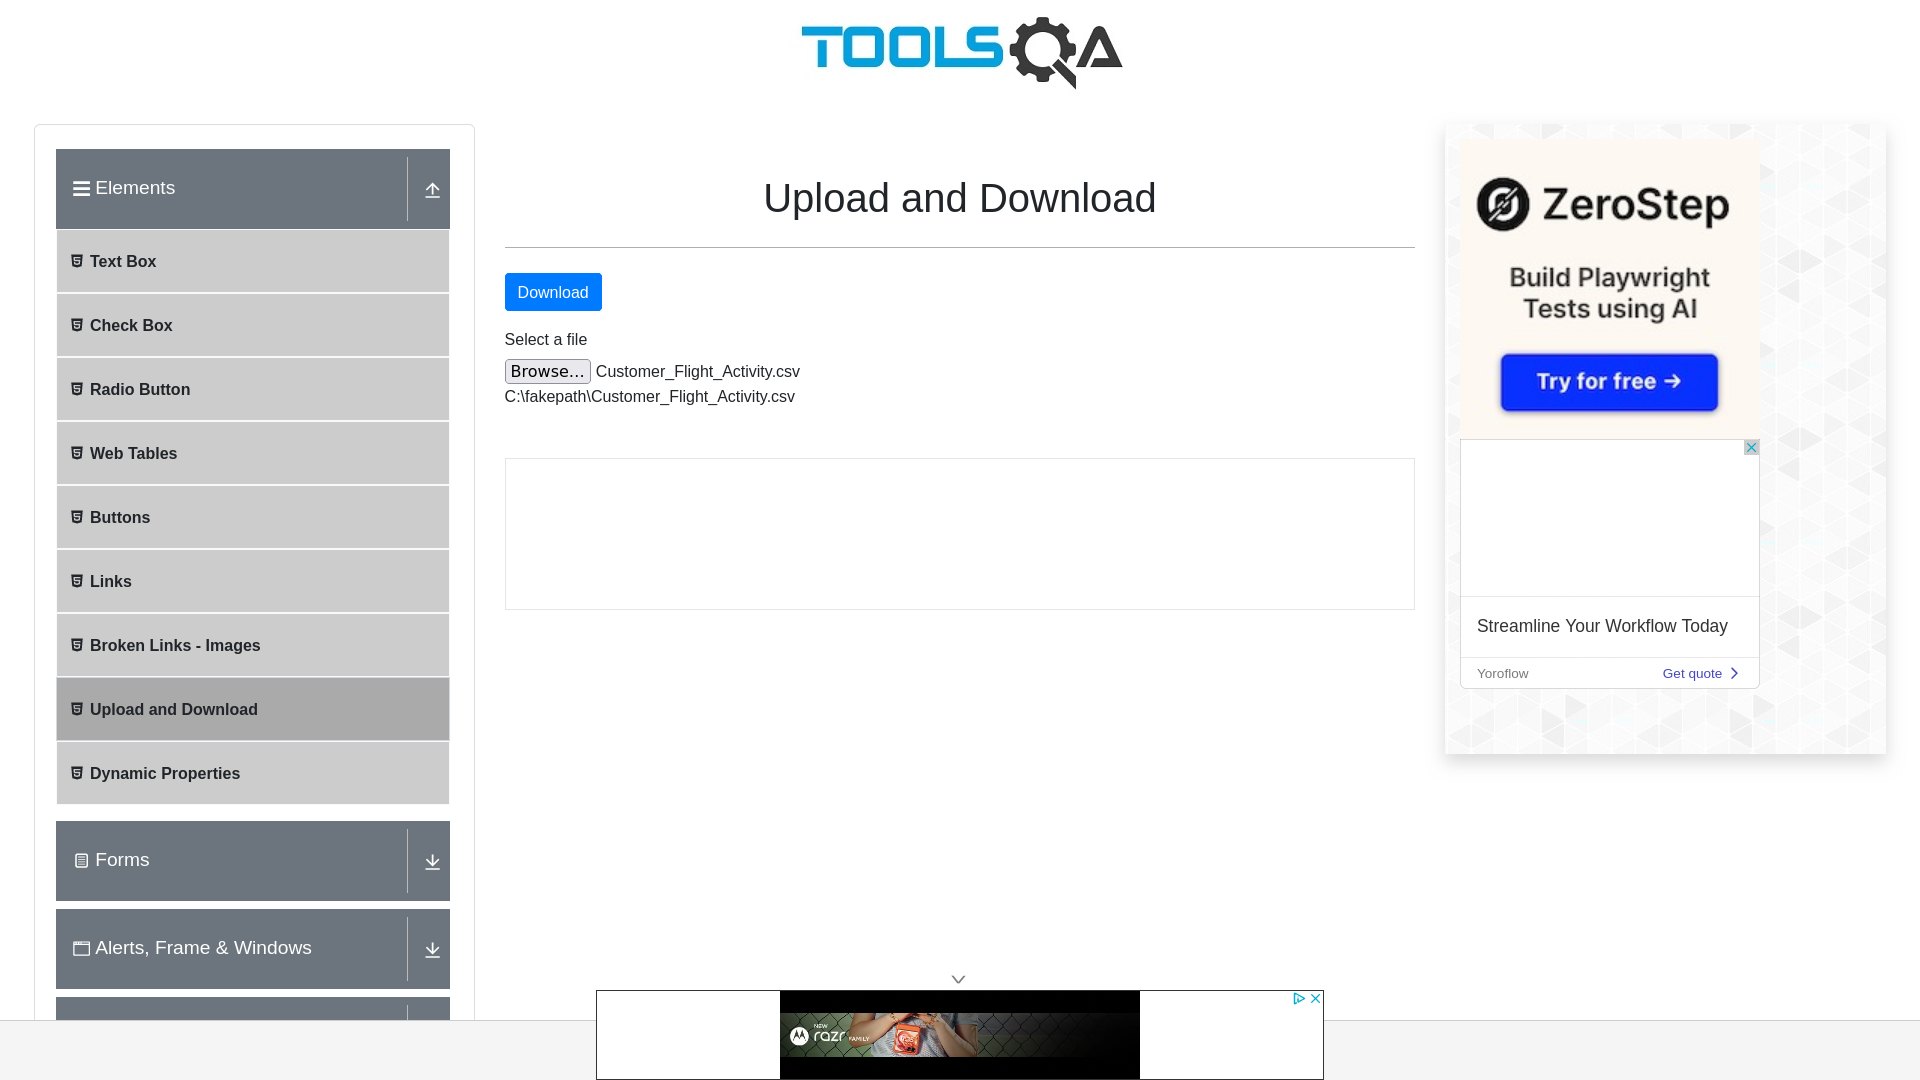 TOOLSQA
Elements
Text Box
Check Box
Radio Button
Web Tables
Buttons
Links
Broken Links - Images
Upload and Download
Dynamic Properties
Forms
Alerts, Frame & Windows
Upload and Download
Download
Select a file
Browse... Customer_Flight_Activity.csv
C:\fakepath\Customer_Flight_Activity.csv
ZeroStep
Build Playwright
Tests using AI
Try for free →
Streamline Your Workflow Today
Yoroflow Get quote
NEW
razr FAMILY